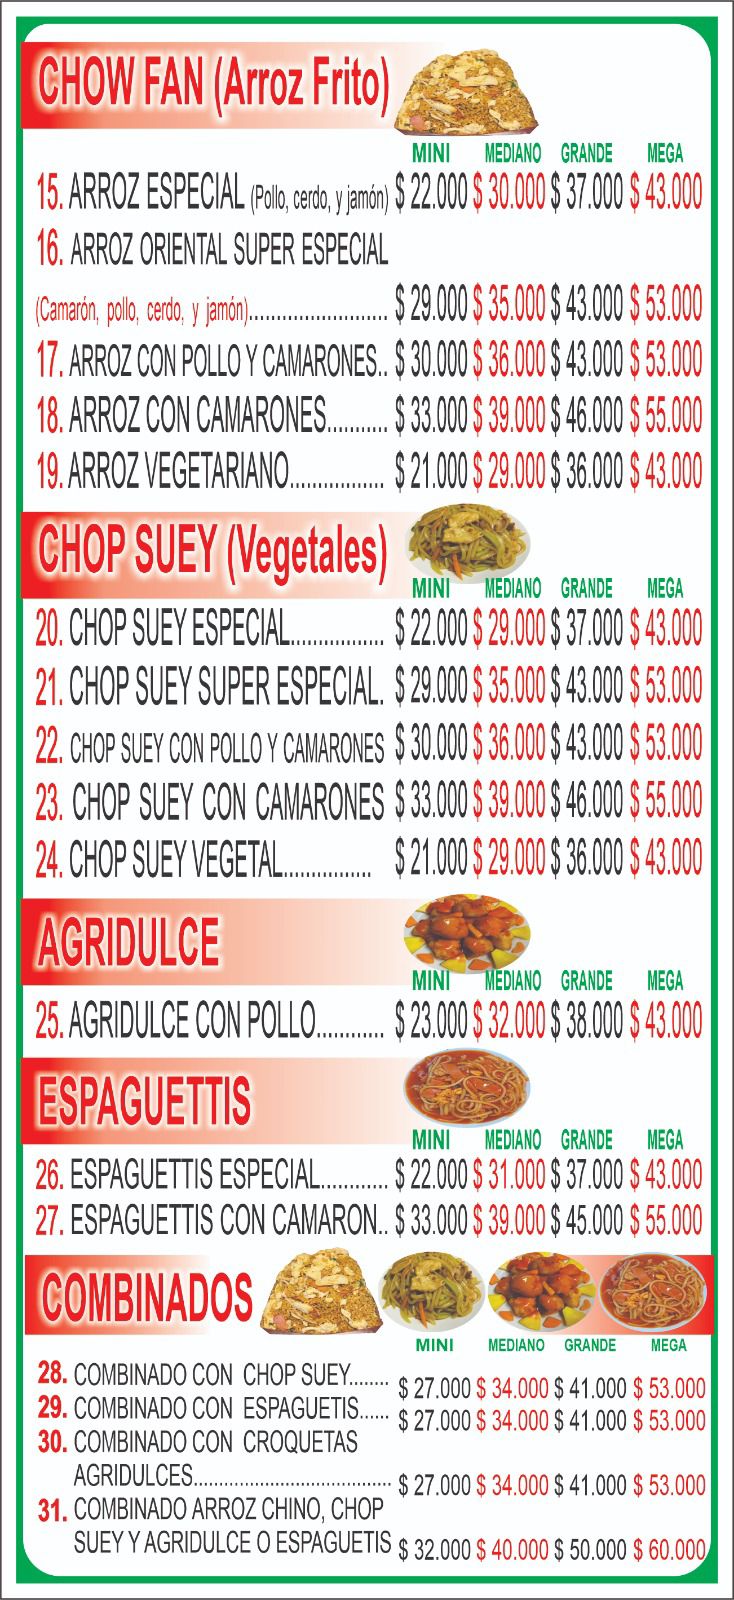 CHOW FAN (Arroz Frito)
MINI MEDIANO GRANDE MEGA
15. ARROZ ESPECIAL (Pollo, cerdo, y jamón) $ 22.000 $ 30.000 $ 37.000 $ 43.000
16. ARROZ ORIENTAL SUPER ESPECIAL
(Camarón, pollo, cerdo, y jamón).......................... $ 29.000 $ 35.000 $ 43.000 $ 53.000
17. ARROZ CON POLLO Y CAMARONES.. $ 30.000 $ 36.000 $ 43.000 $ 53.000
18. ARROZ CON CAMARONES........... $ 33.000 $ 39.000 $ 46.000 $ 55.000
19. ARROZ VEGETARIANO................. $ 21.000 $ 29.000 $ 36.000 $ 43.000
CHOP SUEY (Vegetales)
MINI MEDIANO GRANDE MEGA
20. CHOP SUEY ESPECIAL................. $ 22.000 $ 29.000 $ 37.000 $ 43.000
21. CHOP SUEY SUPER ESPECIAL. $ 29.000 $ 35.000 $ 43.000 $ 53.000
22. CHOP SUEY CON POLLO Y CAMARONES $ 30.000 $ 36.000 $ 43.000 $ 53.000
23. CHOP SUEY CON CAMARONES $ 33.000 $ 39.000 $ 46.000 $ 55.000
24. CHOP SUEY VEGETAL................ $ 21.000 $ 29.000 $ 36.000 $ 43.000
AGRIDULCE
MINI MEDIANO GRANDE MEGA
25. AGRIDULCE CON POLLO............ $ 23.000 $ 32.000 $ 38.000 $ 43.000
ESPAGUETTIS
MINI MEDIANO GRANDE MEGA
26. ESPAGUETTIS ESPECIAL............ $ 22.000 $ 31.000 $ 37.000 $ 43.000
27. ESPAGUETTIS CON CAMARON.. $ 33.000 $ 39.000 $ 45.000 $ 55.000
COMBINADOS
MINI MEDIANO GRANDE MEGA
28. COMBINADO CON CHOP SUEY........ $ 27.000 $ 34.000 $ 41.000 $ 53.000
29. COMBINADO CON ESPAGUETIS...... $ 27.000 $ 34.000 $ 41.000 $ 53.000
30. COMBINADO CON CROQUETAS
AGRIDULCES....................................... $ 27.000 $ 34.000 $ 41.000 $ 53.000
31. COMBINADO ARROZ CHINO, CHOP
SUEY Y AGRIDULCE O ESPAGUETIS $ 32.000 $ 40.000 $ 50.000 $ 60.000